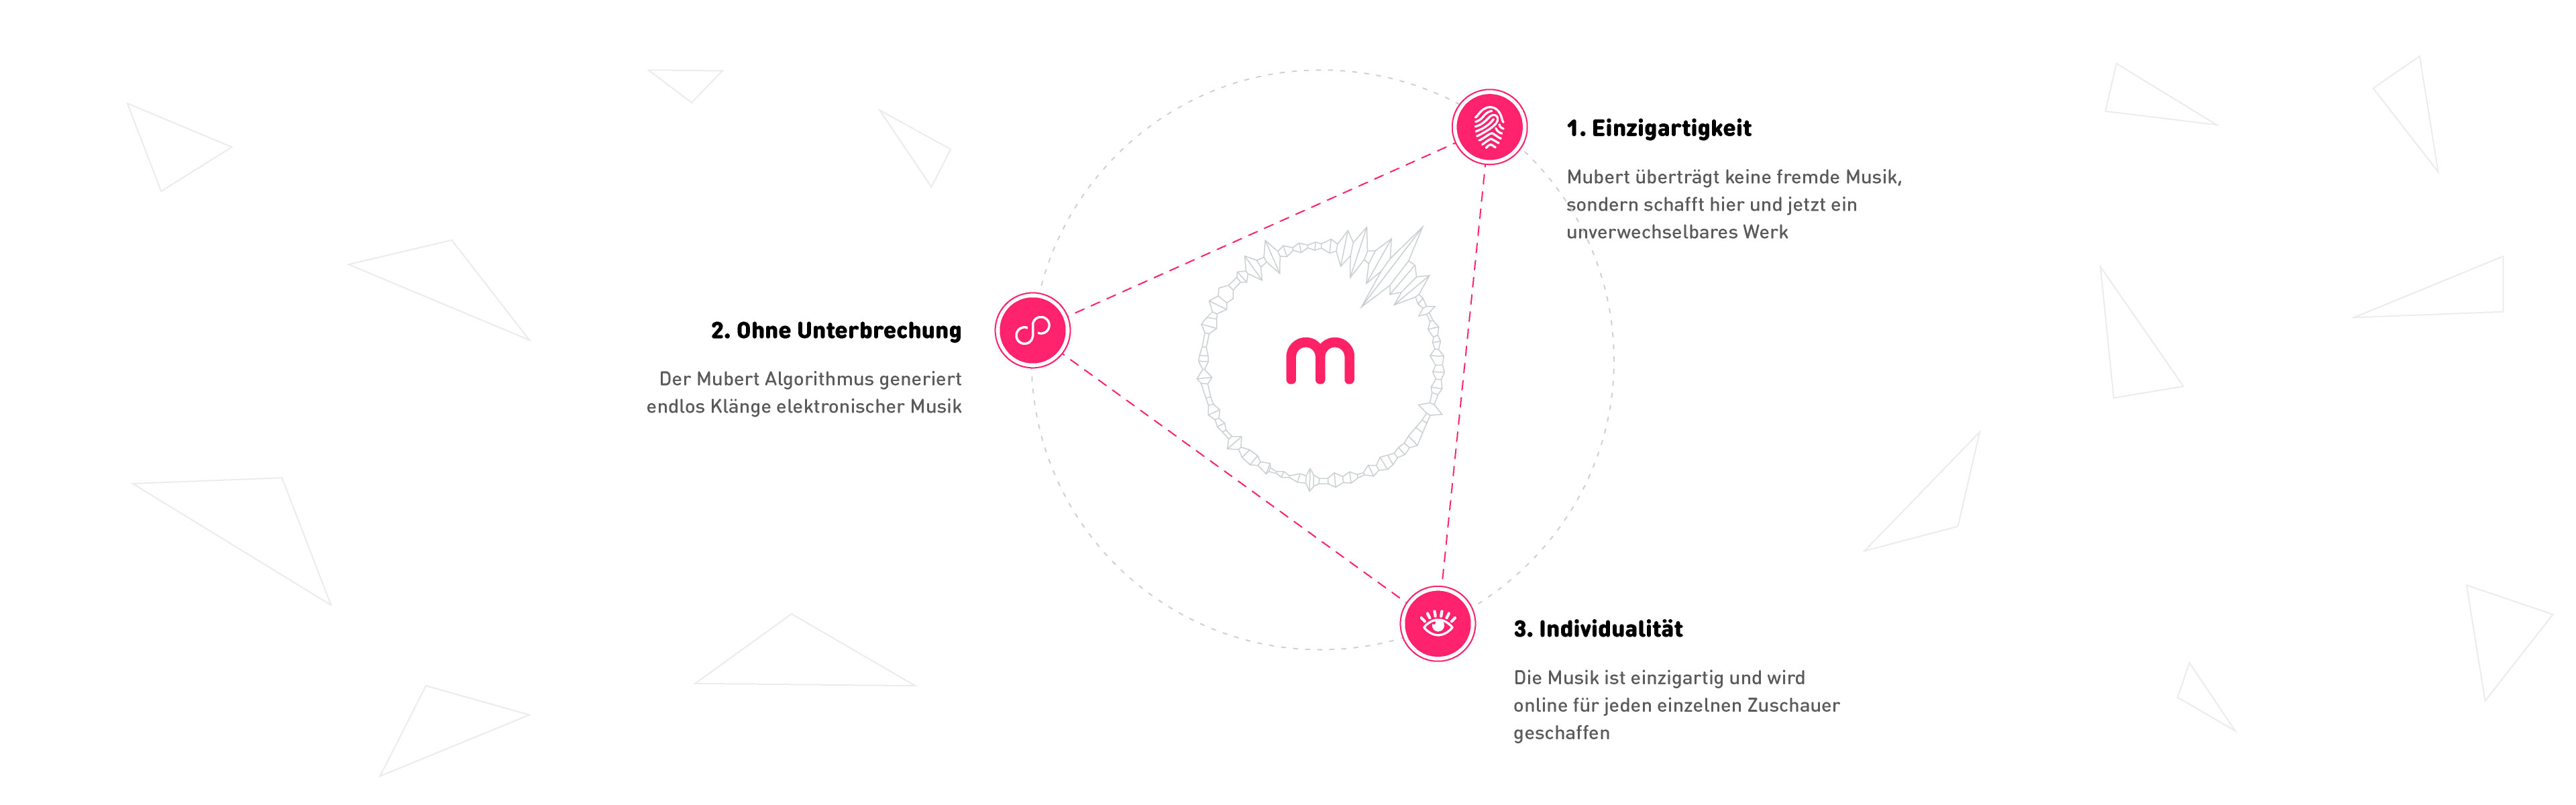 1. Einzigartigkeit
Mubert überträgt keine fremde Musik,
sondern schafft hier und jetzt ein
unverwechselbares Werk
2. Ohne Unterbrechung
Der Mubert Algorithmus generiert
endlos Klänge elektronischer Musik
m
3. Individualität
Die Musik ist einzigartig und wird
online für jeden einzelnen Zuschauer
geschaffen